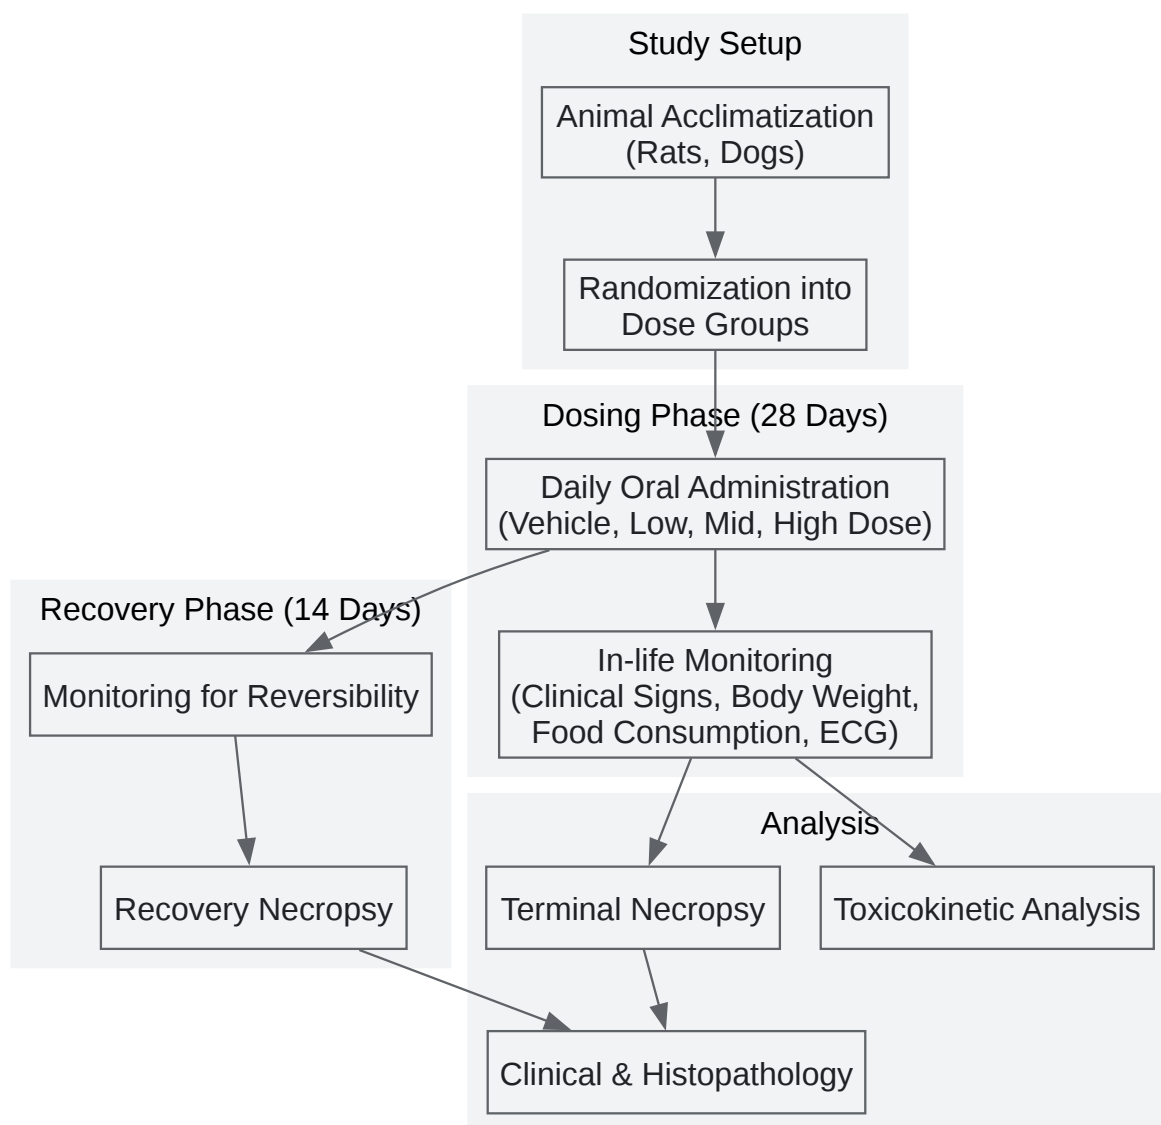 Study Setup
Animal Acclimatization
(Rats, Dogs)
Randomization into
Dose Groups
Dosing Phase (28 Days)
Daily Oral Administration
(Vehicle, Low, Mid, High Dose)
Recovery Phase (14 Days)
Monitoring for Reversibility
In-life Monitoring
(Clinical Signs, Body Weight,
Food Consumption, ECG)
Analysis
Recovery Necropsy
Terminal Necropsy
Toxicokinetic Analysis
Clinical & Histopathology